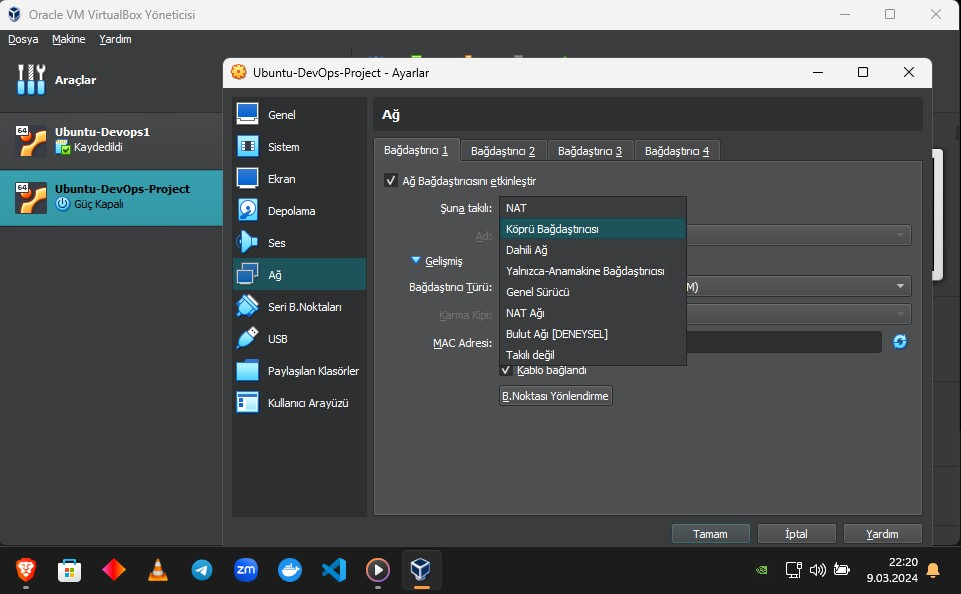 Oracle VM VirtualBox Yöneticisi
Dosya Makine Yardım
Araçlar
64
Ubuntu-Devops1
Kaydedildi
64
Ubuntu-DevOps-Project
Güç Kapalı
Ubuntu-DevOps-Project - Ayarlar
Genel
Sistem
Ekran
Depolama
Ses
Ağ
Seri B.Noktaları
USB
Paylaşılan Klasörler
Kullanıcı Arayüzü
Ağ
Bağdaştırıcı 1 Bağdaştırıcı 2 Bağdaştırıcı 3 Bağdaştırıcı 4
Ağ Bağdaştırıcısını etkinleştir
Şuna takılı:
NAT
Köprü Bağdaştırıcısı
Dahili Ağ
Yalnızca-Anamakine Bağdaştırıcısı
Genel Sürücü
NAT Ağı
Bulut Ağı [DENEYSEL]
Takılı değil
Adı:
Gelişmiş
Bağdaştırıcı Türü: M)
Karma Kipi:
MAC Adresi:
Kablo bağlandı
B.Noktası Yönlendirme
Tamam İptal Yardım
zm
22:20
9.03.2024